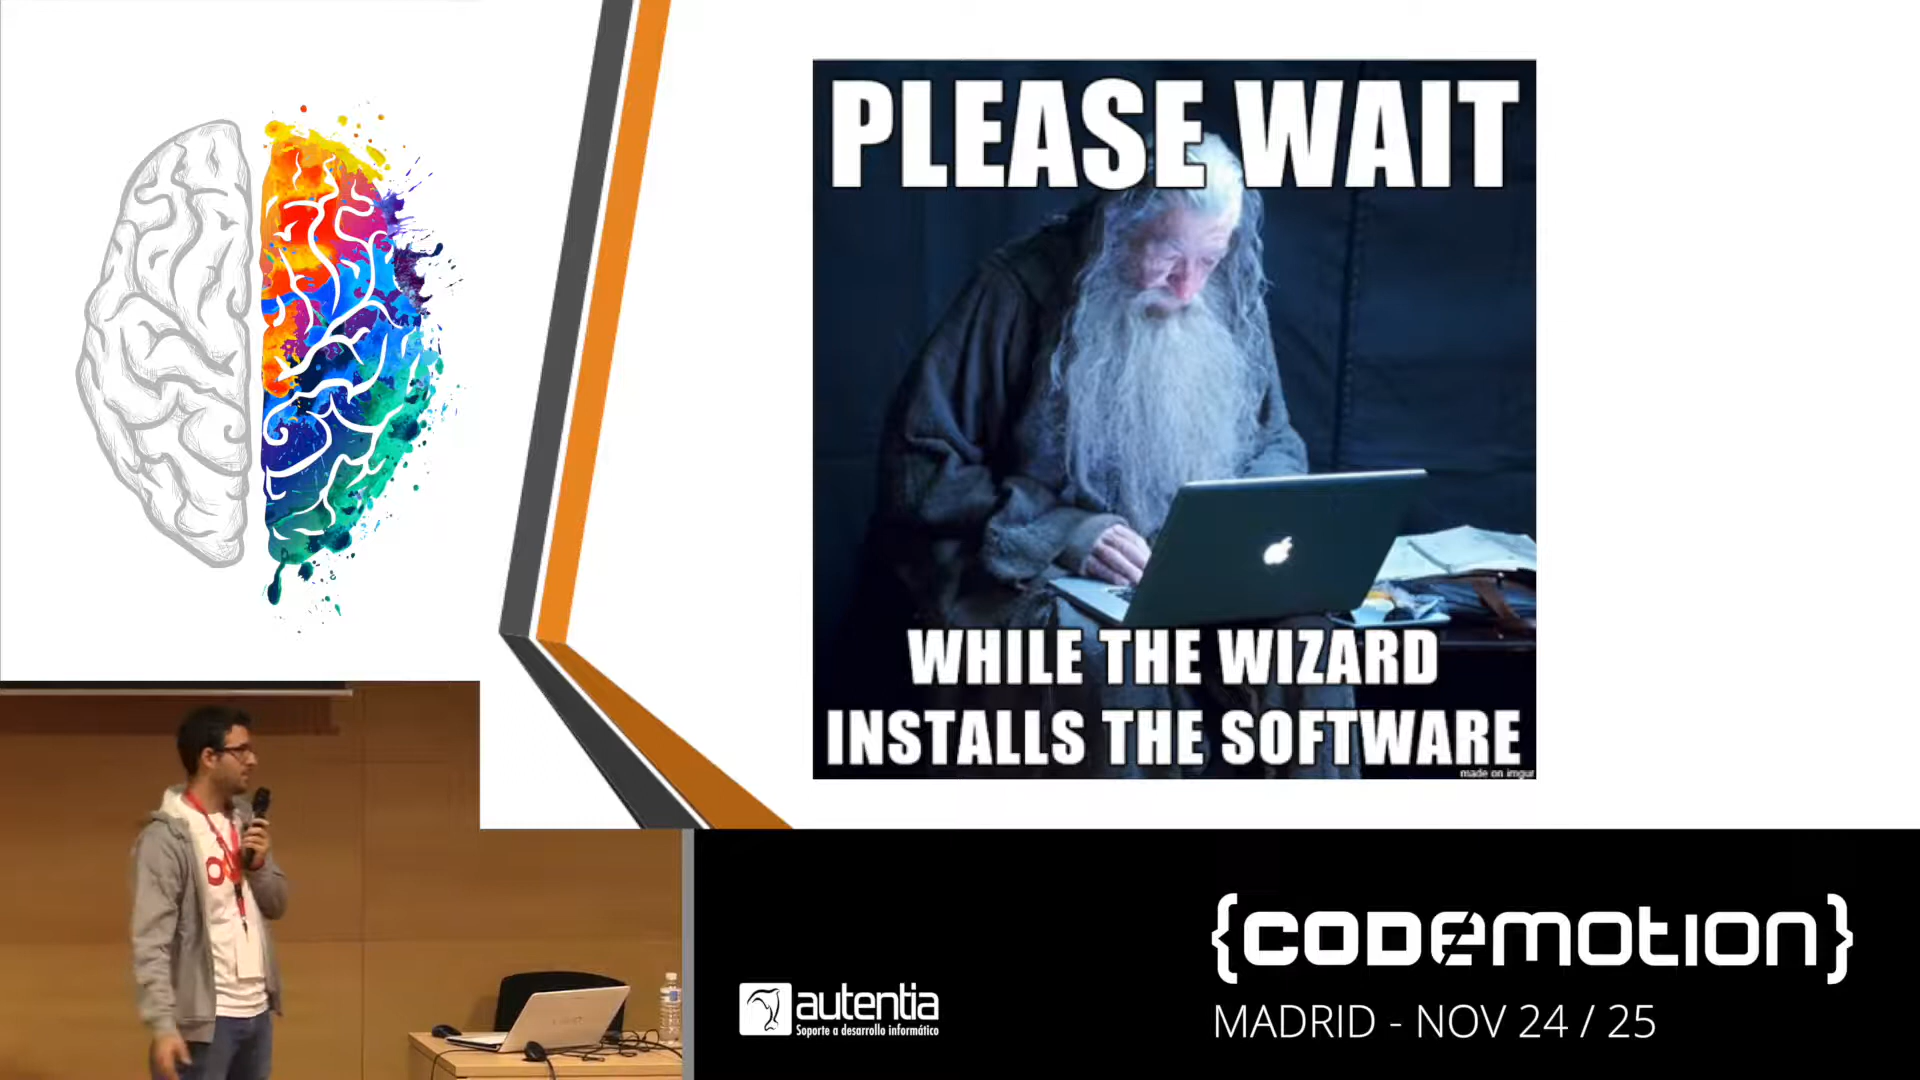 PLEASE WAIT
WHILE THE WIZARD
INSTALLS THE SOFTWARE
made on imgur
{CODEMOTION}
MADRID - NOV 24 / 25
autentia
Soporte a desarrollo informático